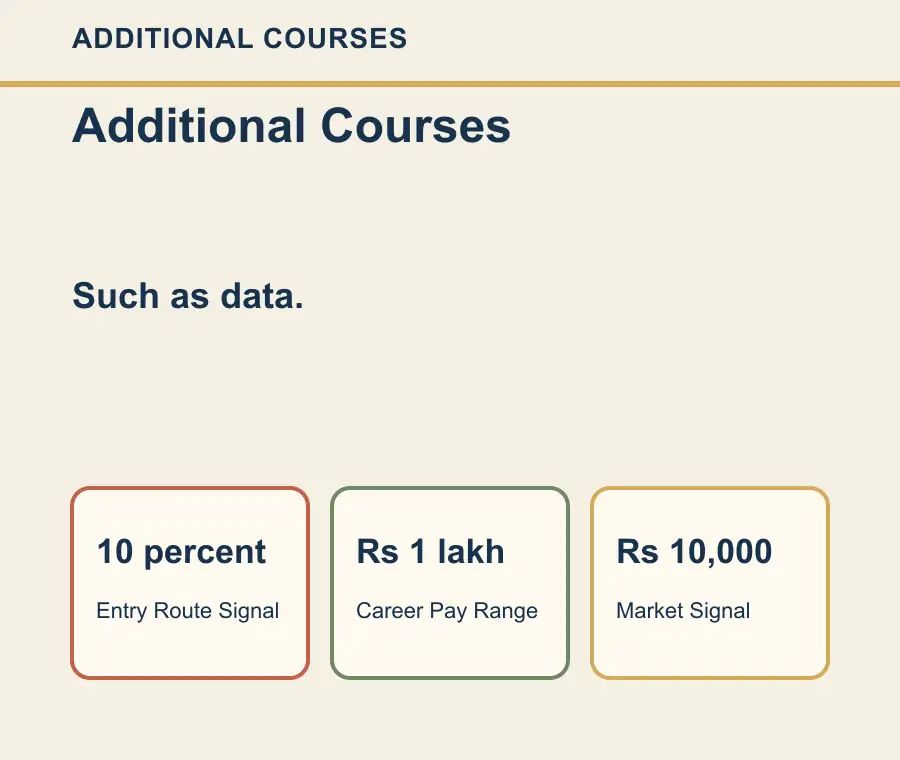 ADDITIONAL COURSES
Additional Courses
Such as data.
10 percent
Entry Route Signal
Rs 1 lakh
Career Pay Range
Rs 10,000
Market Signal